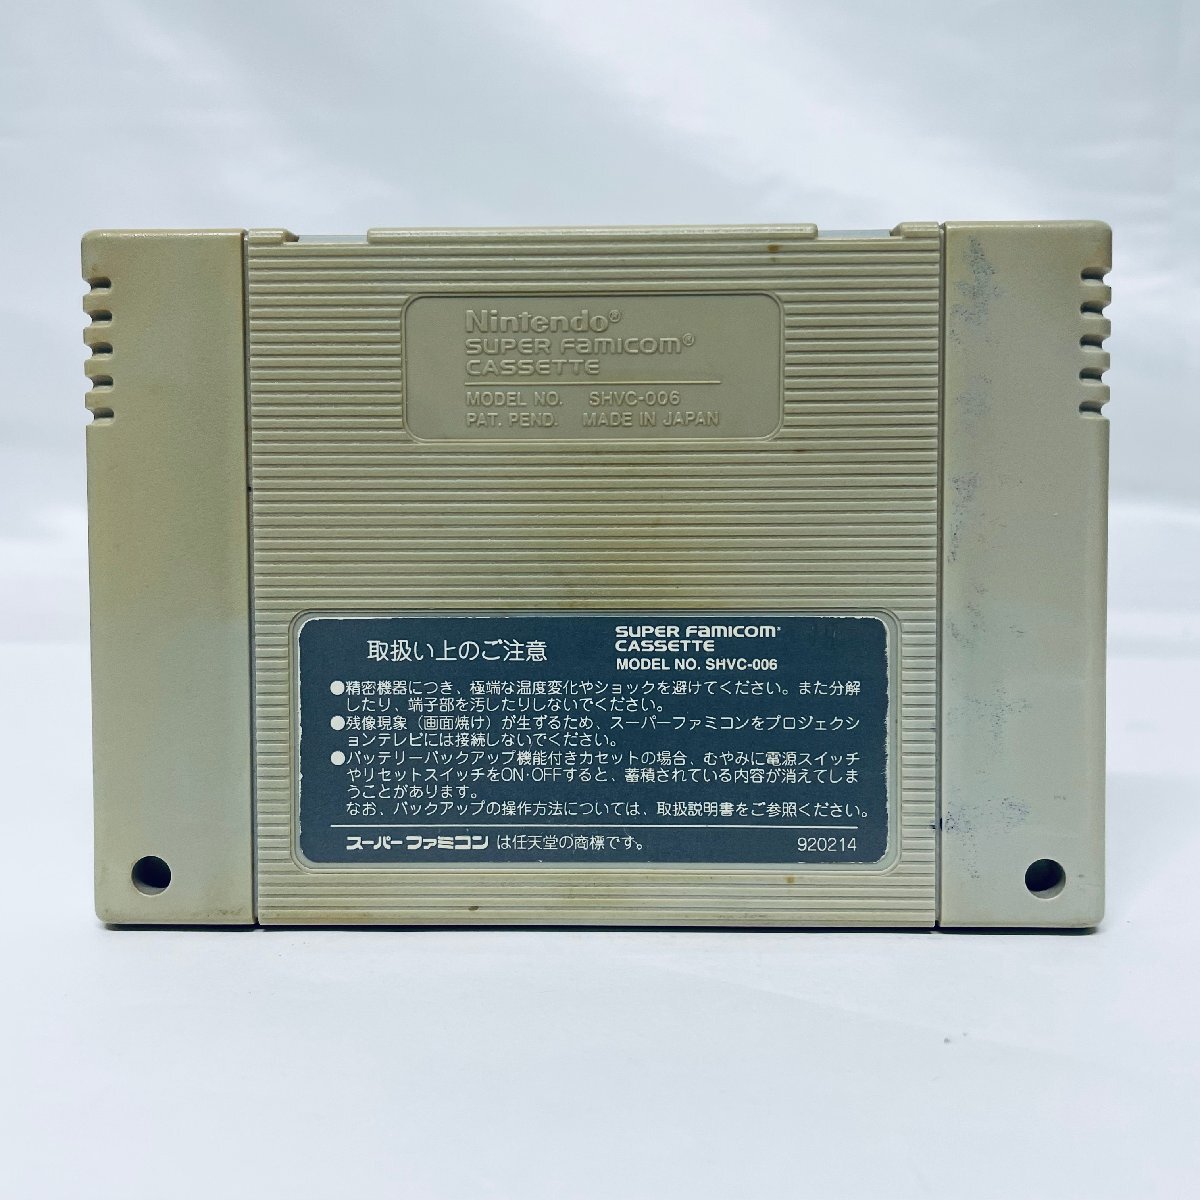 Nintendo®
SUPER FAMICOM®
CASSETTE
MODEL NO. SHVC-006
PAT. PEND. MADE IN JAPAN
取扱い上のご注意
SUPER FAMICOM
CASSETTE
MODEL NO. SHVC-006
●精密機器につき、極端な温度変化やショックを避けてください。また分解
したり、端子部を汚したりしないでください。
●残像現象（画面焼け）が生ずるため、スーパーファミコンをプロジェクシ
ョンテレビには接続しないでください。
●バッテリーバックアップ機能付きカセットの場合、むやみに電源スイッチ
やリセットスイッチをON・OFFすると、蓄積されている内容が消えてしま
うことがあります。
なお、バックアップの操作方法については、取扱説明書をご参照ください。
スーパーファミコンは任天堂の商標です。 920214